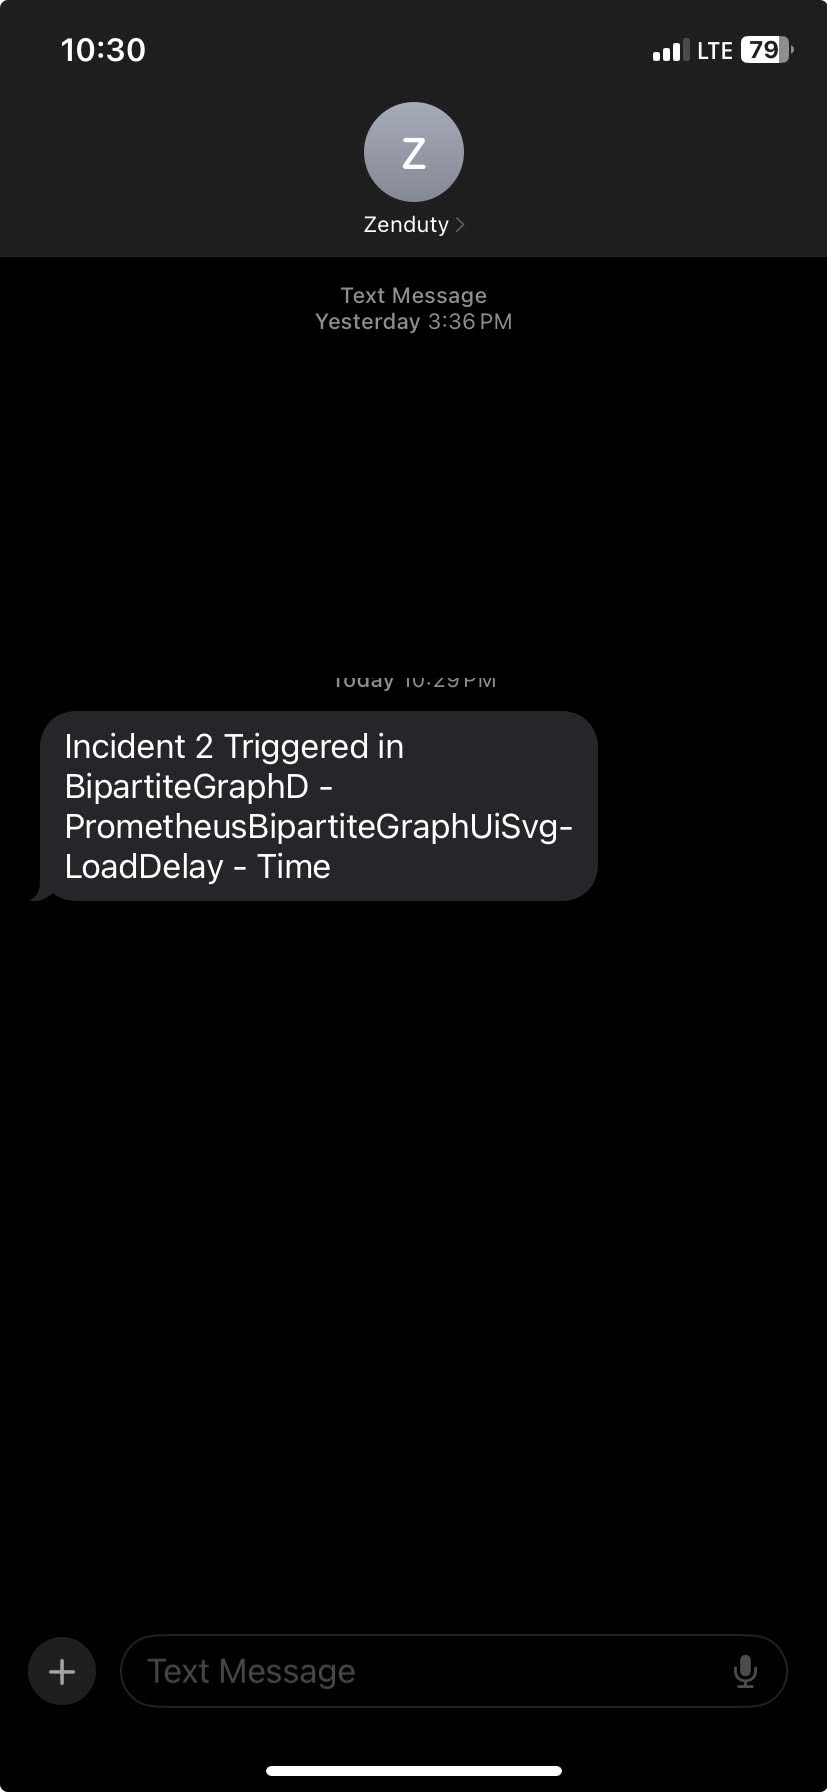 10:30
LTE 79
Z
Zenduty
Text Message
Yesterday 3:36 PM
Today 10:29 PM
Incident 2 Triggered in
BipartiteGraphD -
PrometheusBipartiteGraphUiSvg-
LoadDelay - Time
Text Message